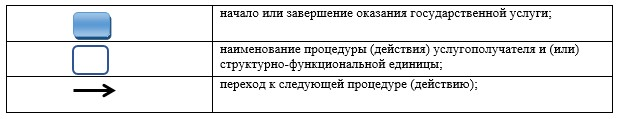 начало или завершение оказания государственной услуги;
наименование процедуры (действия) услугополучателя и (или)
структурно-функциональной единицы;
переход к следующей процедуре (действию);